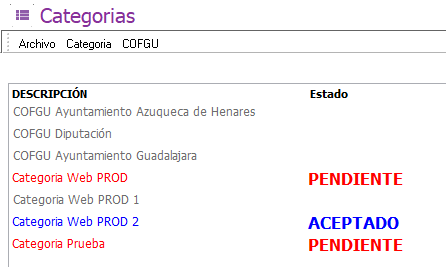 Categorias
Archivo Categoria COFGU
DESCRIPCIÓN Estado
COFGU Ayuntamiento Azuqueca de Henares
COFGU Diputación
COFGU Ayuntamiento Guadalajara
Categoria Web PROD PENDIENTE
Categoria Web PROD 1
Categoria Web PROD 2 ACEPTADO
Categoria Prueba PENDIENTE